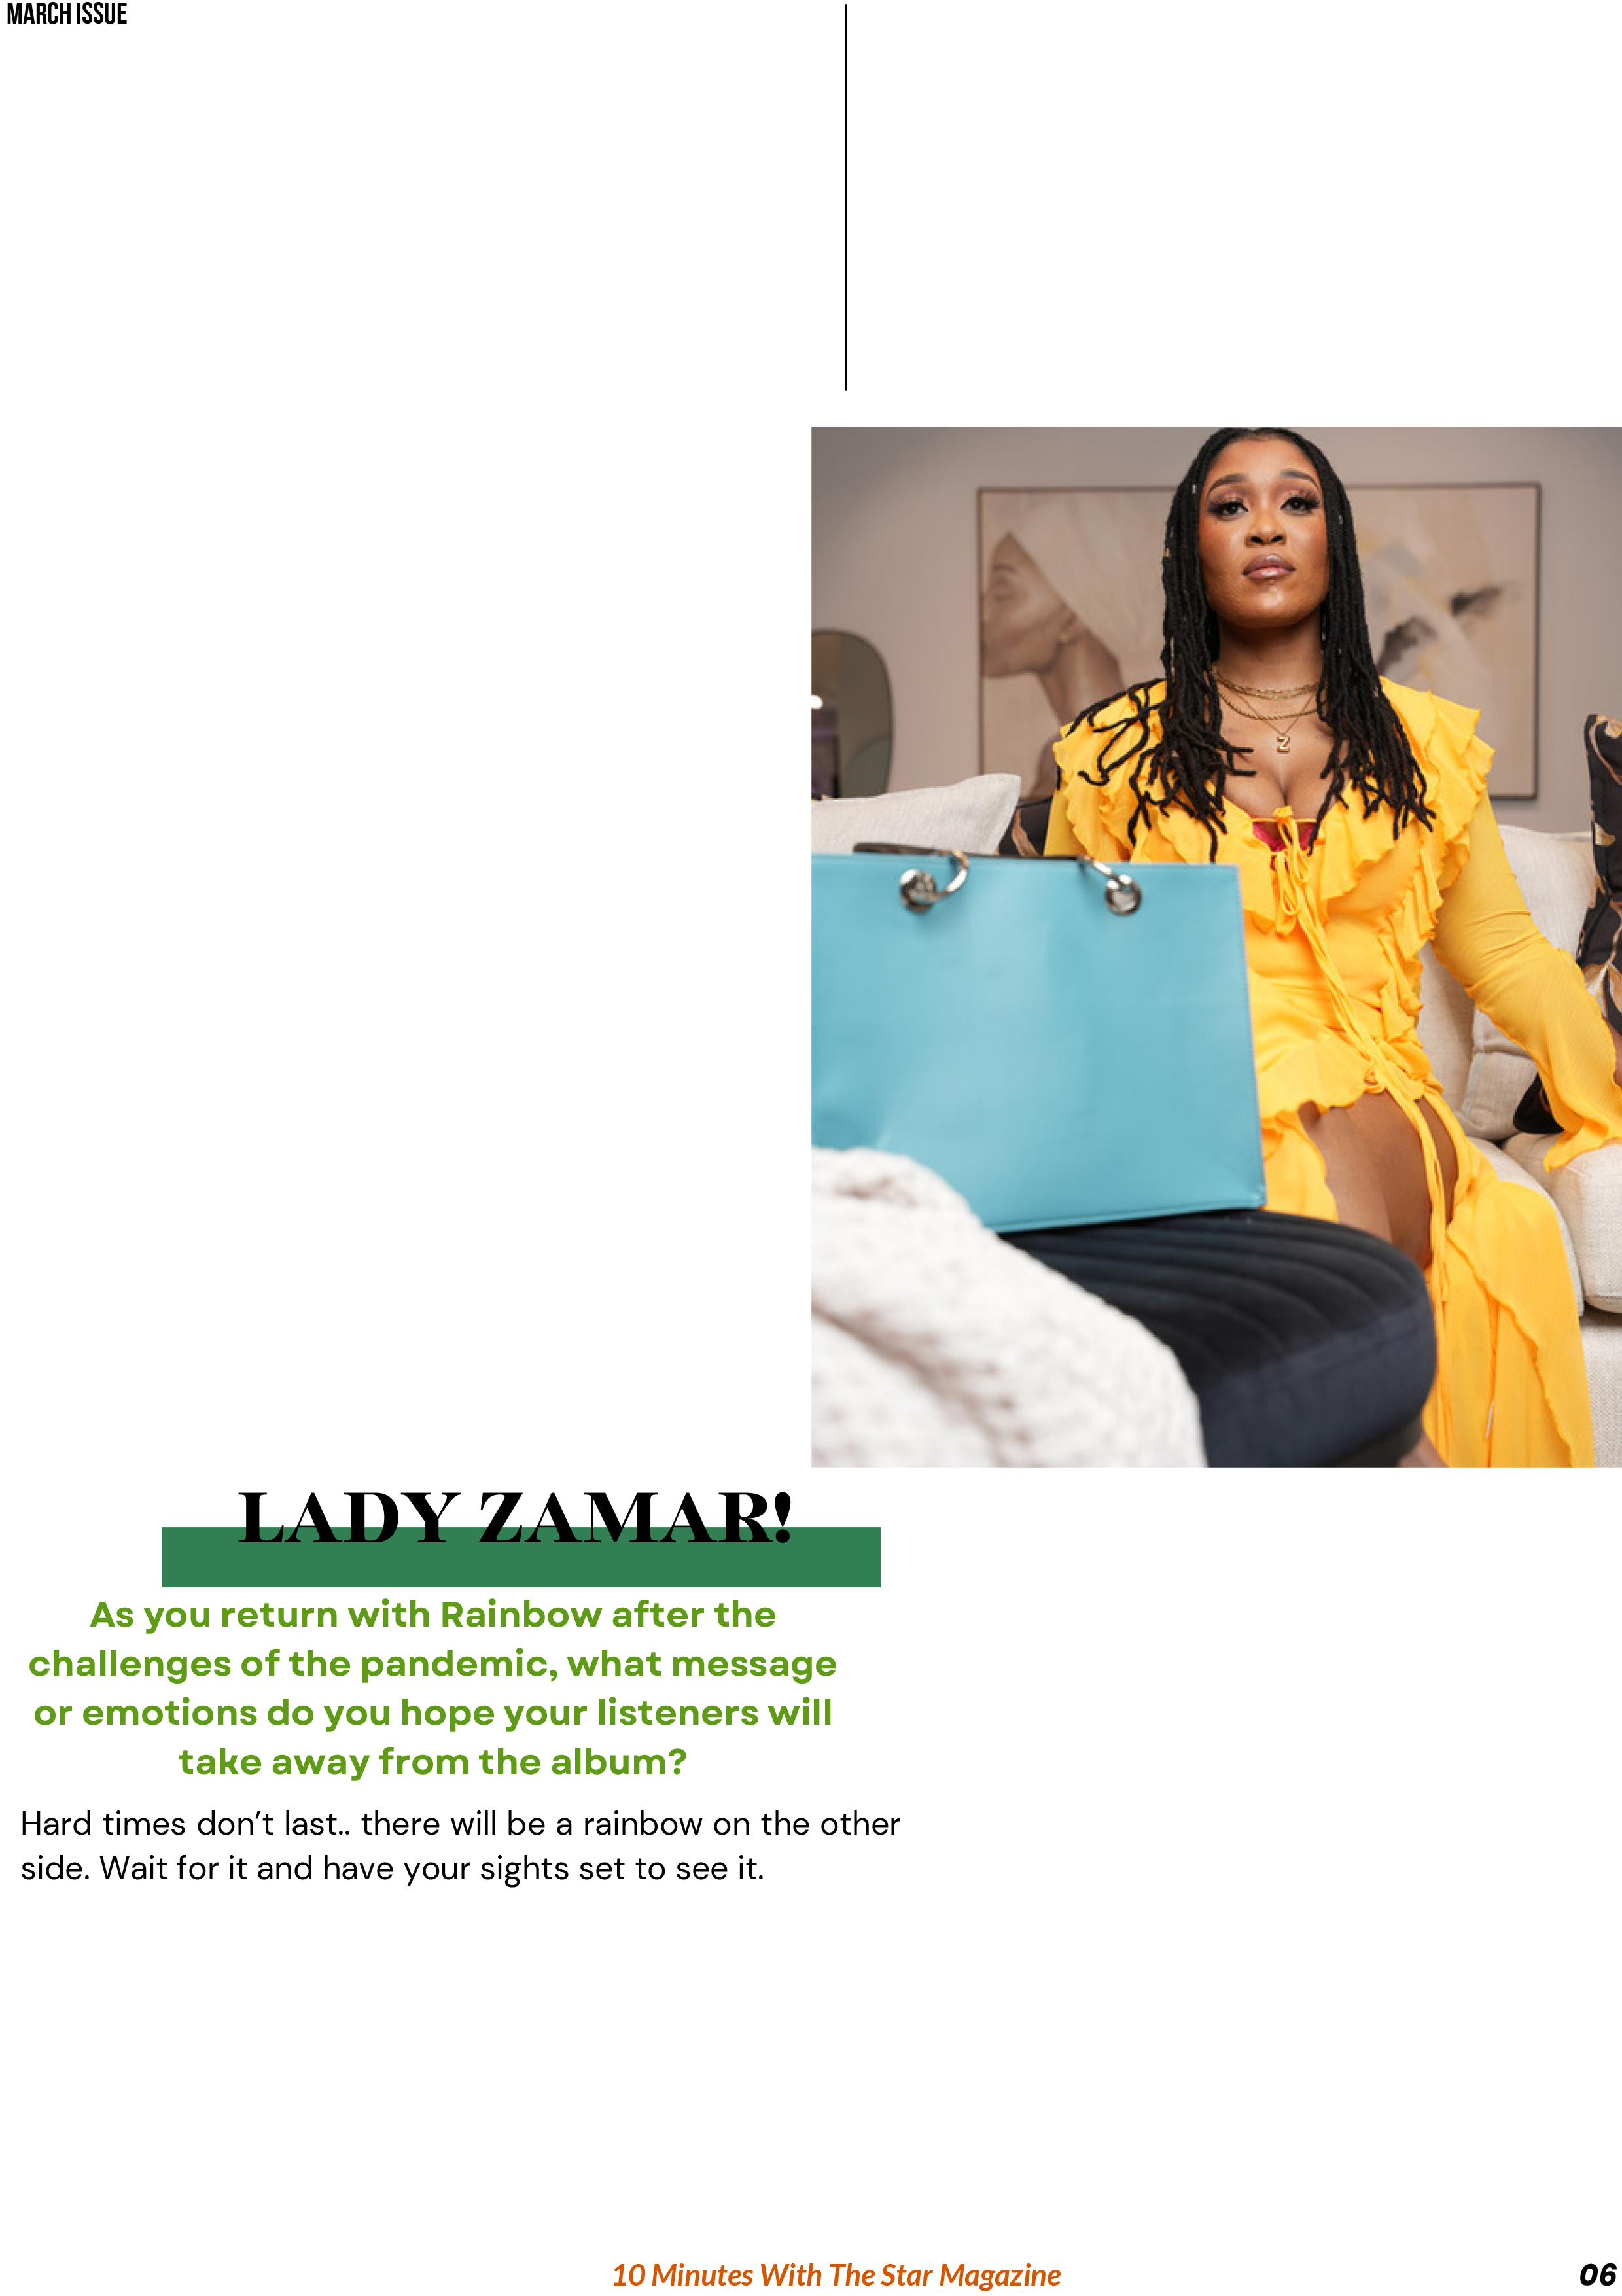 MARCH ISSUE
Z
LADY ZAMAR!
As you return with Rainbow after the
challenges of the pandemic, what message
or emotions do you hope your listeners will
take away from the album?
Hard times don’t last.. there will be a rainbow on the other
side. Wait for it and have your sights set to see it.
10 Minutes With The Star Magazine
06